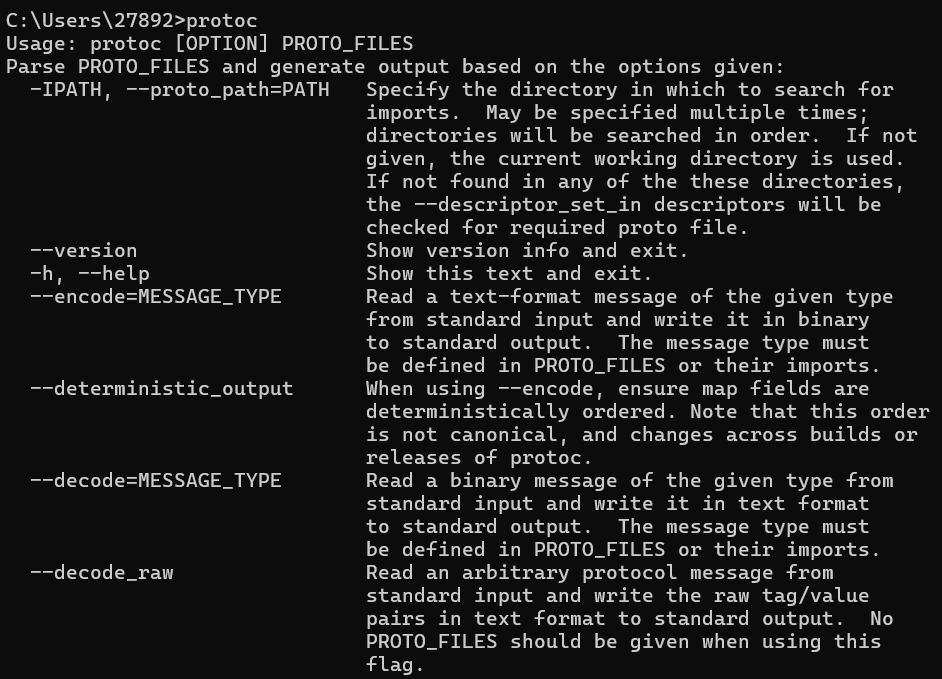 C:\Users\27892>protoc
Usage: protoc [OPTION] PROTO_FILES
Parse PROTO_FILES and generate output based on the options given:
  -IPATH, --proto_path=PATH   Specify the directory in which to search for
                              imports.  May be specified multiple times;
                              directories will be searched in order.  If not
                              given, the current working directory is used.
                              If not found in any of the these directories,
                              the --descriptor_set_in descriptors will be
                              checked for required proto file.
  --version                   Show version info and exit.
  -h, --help                  Show this text and exit.
  --encode=MESSAGE_TYPE       Read a text-format message of the given type
                              from standard input and write it in binary
                              to standard output.  The message type must
                              be defined in PROTO_FILES or their imports.
  --deterministic_output      When using --encode, ensure map fields are
                              deterministically ordered. Note that this order
                              is not canonical, and changes across builds or
                              releases of protoc.
  --decode=MESSAGE_TYPE       Read a binary message of the given type from
                              standard input and write it in text format
                              to standard output.  The message type must
                              be defined in PROTO_FILES or their imports.
  --decode_raw                Read an arbitrary protocol message from
                              standard input and write the raw tag/value
                              pairs in text format to standard output.  No
                              PROTO_FILES should be given when using this
                              flag.